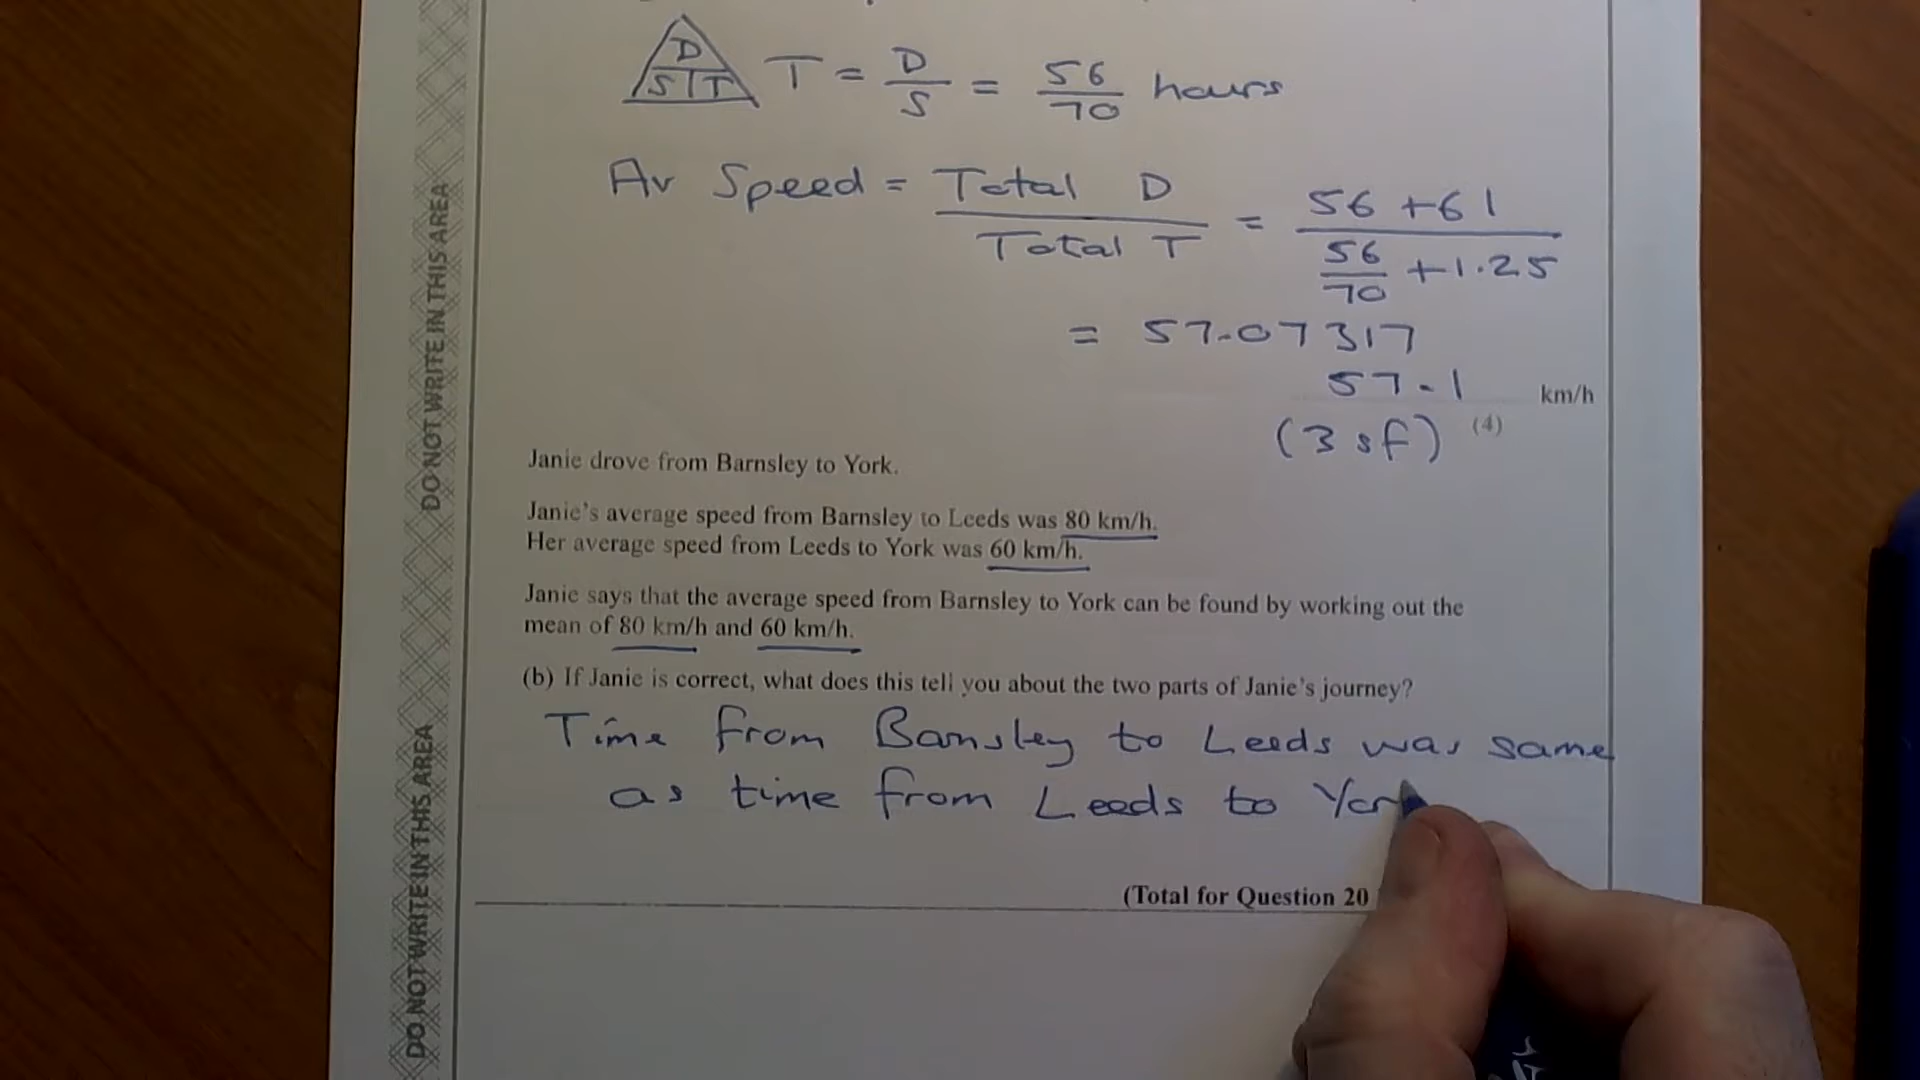 D
S T
T = D/S = 56/70 hours
Av Speed = Total D / Total T = 56 + 61 / 56/70 + 1.25
= 57.07317
57.1 km/h
(3 sf) (4)
Janie drove from Barnsley to York.
Janie's average speed from Barnsley to Leeds was 80 km/h.
Her average speed from Leeds to York was 60 km/h.
Janie says that the average speed from Barnsley to York can be found by working out the
mean of 80 km/h and 60 km/h.
(b) If Janie is correct, what does this tell you about the two parts of Janie's journey?
Time from Barnsley to Leeds was same
as time from Leeds to York
(Total for Question 20
DO NOT WRITE IN THIS AREA
DO NOT WRITE IN THIS AREA